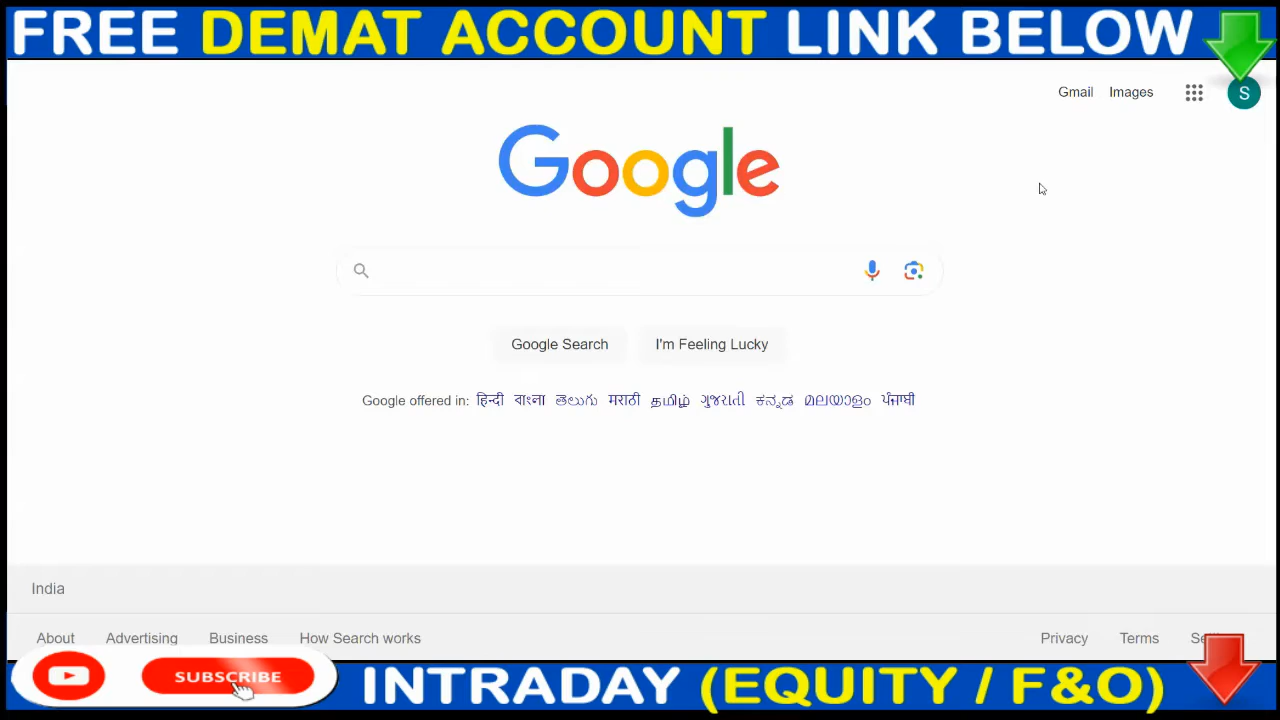 FREE DEMAT ACCOUNT LINK BELOW
Gmail Images
S
Google
Google Search I'm Feeling Lucky
Google offered in: हिन्दी বাংলা తెలుగు मराठी தமிழ் ગુજરાતી ಕನ್ನಡ മലയാളം ਪੰਜਾਬੀ
India
About Advertising Business How Search works Privacy Terms
SUBSCRIBE
INTRADAY (EQUITY / F&O)